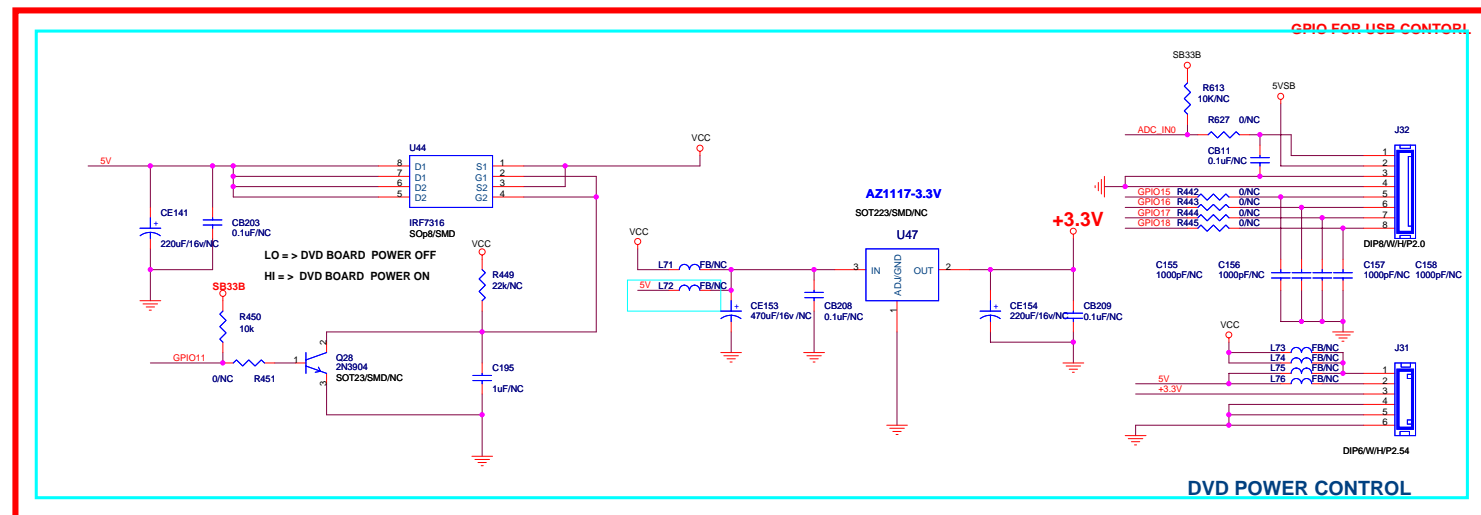 GPIO FOR USB CONTORL
SB33B
R613
10K/NC
5VSB
R627 0/NC
J32
ADC_IN0
CB11
0.1uF/NC
1
2
3
4
5
6
7
8
GPIO15 R442 0/NC
GPIO16 R443 0/NC
GPIO17 R444 0/NC
GPIO18 R445 0/NC
DIP8/W/H/P2.0
C155
1000pF/NC
C156
1000pF/NC
C157
1000pF/NC
C158
1000pF/NC
VCC
U44
5V
8 D1 S1 1
7 D1 G1 2
6 D2 S2 3
5 D2 G2 4
IRF7316
SOp8/SMD
CE141
220uF/16v/NC
CB203
0.1uF/NC
LO = > DVD BOARD POWER OFF
HI = > DVD BOARD POWER ON
VCC
R449
22k/NC
SB33B
R450
10k
GPIO11
0/NC R451
1
2
3
Q28
2N3904
SOT23/SMD/NC
C195
1uF/NC
AZ1117-3.3V
SOT223/SMD/NC
U47
3 IN OUT 2
ADJ/GND
1
+3.3V
VCC
L71 FB/NC
5V L72 FB/NC
CE153
470uF/16v /NC
CB208
0.1uF/NC
CE154
220uF/16v/NC
CB209
0.1uF/NC
VCC
L73 FB/NC
L74 FB/NC
L75 FB/NC
L76 FB/NC
J31
5V
+3.3V
1
2
3
4
5
6
DIP6/W/H/P2.54
DVD POWER CONTROL